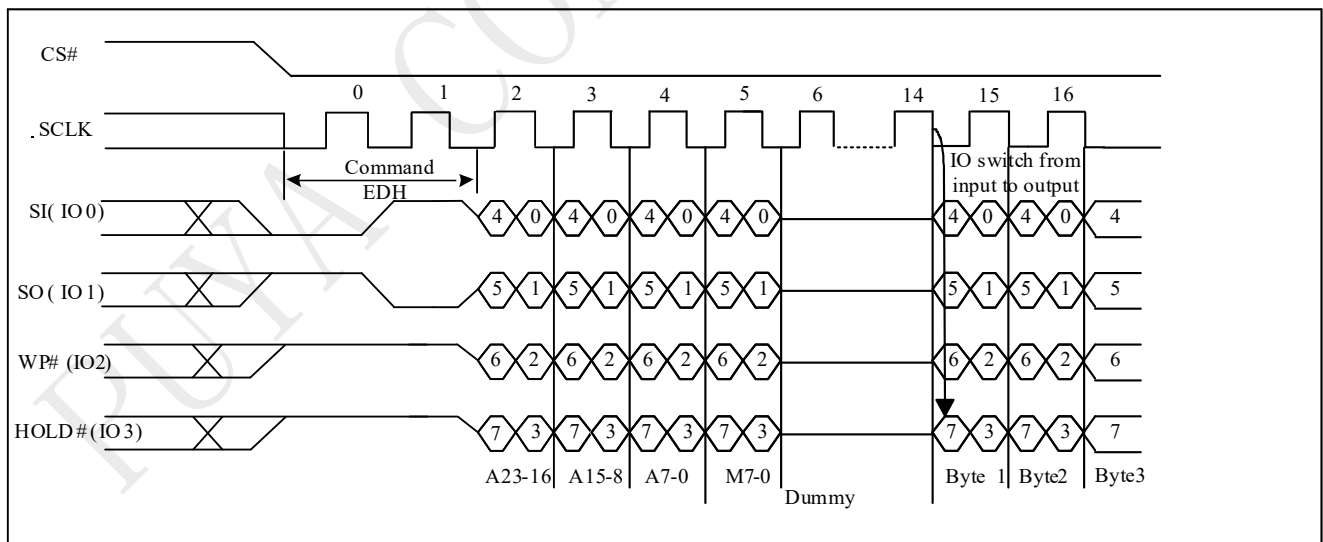 PUYA CON
CS#
0 1 2 3 4 5 6 14 15 16
. SCLK
Command
EDH
IO switch from
input to output
SI( IO 0) 4 0 4 0 4 0 4 0 4 0 4 0 4
SO ( IO 1) 5 1 5 1 5 1 5 1 5 1 5 1 5
WP# (IO2) 6 2 6 2 6 2 6 2 6 2 6 2 6
HOLD # (IO 3) 7 3 7 3 7 3 7 3 7 3 7 3 7
A23-16 A15-8 A7-0 M7-0 Byte 1 Byte2 Byte3
Dummy